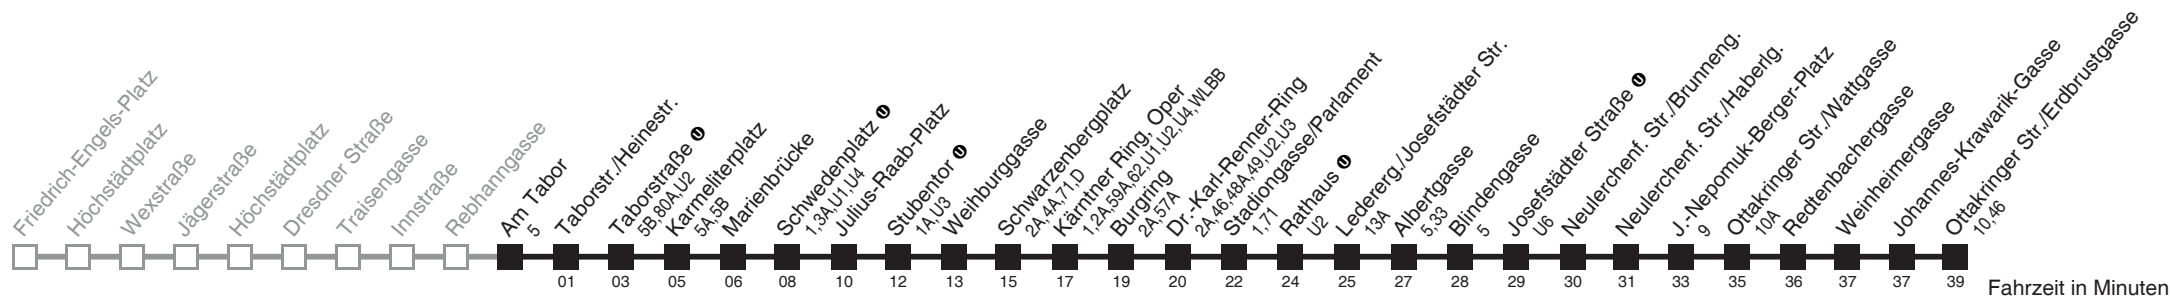 Friedrich-Engels-Platz
Höchstädtplatz
Wexstraße
Jägerstraße
Höchstädtplatz
Dresdner Straße
Traisengasse
Innstraße
Rebhanngasse
Am Tabor
5
Taborstr./Heinestr.
Taborstraße U
5B,80A,U2
Karmeliterplatz
5A,5B
Marienbrücke
Schwedenplatz U
1,3A,U1,U4
Julius-Raab-Platz
Stubentor U
1A,U3
Weihburggasse
Schwarzenbergplatz
2A,4A,71,D
Kärntner Ring, Oper
1,2A,59A,62,U1,U2,U4,WLBB
Burgring
2A,57A
Dr.-Karl-Renner-Ring
2A,46,48A,49,U2,U3
Stadiongasse/Parlament
1,71
Rathaus U
U2
Lederergasse./Josefstädter Str.
13A
Albertgasse
5,33
Blindengasse
5
Josefstädter Straße U
U6
Neulerchenf. Str./Brunneng.
Neulerchenf. Str./Haberlg.
J.-Nepomuk-Berger-Platz
9
Ottakringer Str./Wattgasse
10A
Redtenbachergasse
Weinheimergasse
Johannes-Krawarik-Gasse
Ottakringer Str./Erdbrustgasse
10,46
01 03 05 06 08 10 12 13 15 17 19 20 22 24 25 27 28 29 30 31 33 35 36 37 37 39 Fahrzeit in Minuten